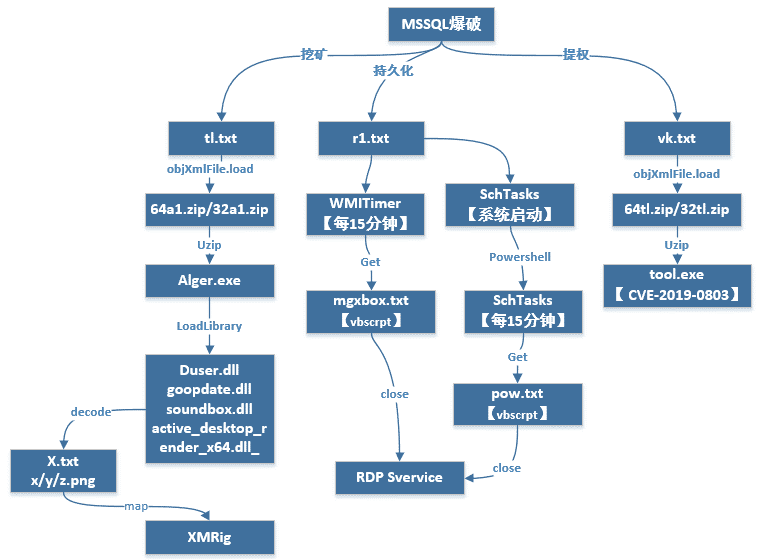 MSSQL爆破
挖矿
持久化
提权
tl.txt
r1.txt
vk.txt
objXmlFile.load
objXmlFile.load
64a1.zip/32a1.zip
WMITimer
【每15分钟】
SchTasks
【系统启动】
64tl.zip/32tl.zip
Uzip
Get
Powershell
Uzip
Alger.exe
mgxbox.txt
【vbscrpt】
SchTasks
【每15分钟】
tool.exe
【 CVE-2019-0803】
LoadLibrary
Get
Duser.dll
goopdate.dll
soundbox.dll
active_desktop_r
ender_x64.dll_
close
pow.txt
【vbscrpt】
decode
X.txt
x/y/z.png
RDP Svervice
close
map
XMRig